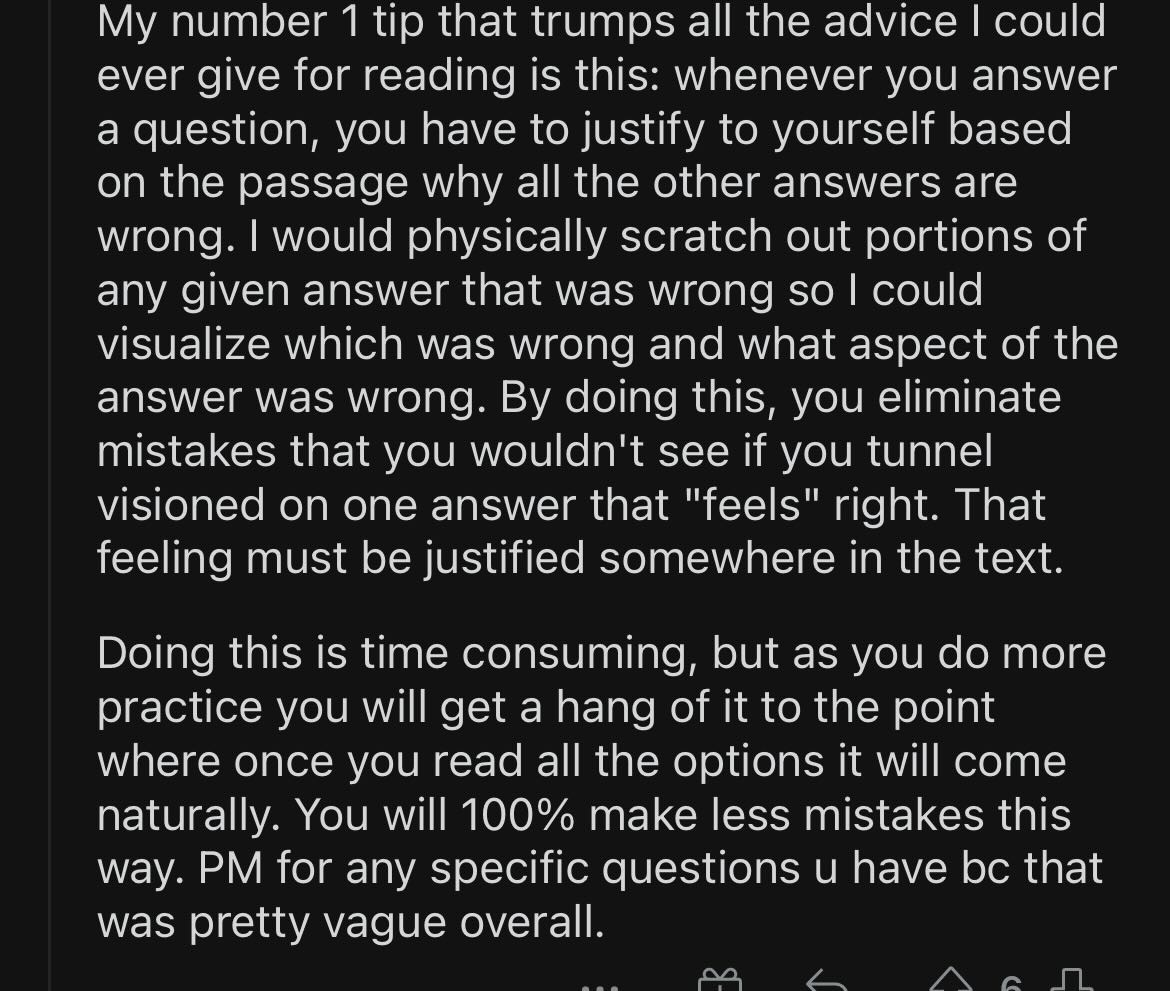 My number 1 tip that trumps all the advice I could
ever give for reading is this: whenever you answer
a question, you have to justify to yourself based
on the passage why all the other answers are
wrong. I would physically scratch out portions of
any given answer that was wrong so I could
visualize which was wrong and what aspect of the
answer was wrong. By doing this, you eliminate
mistakes that you wouldn't see if you tunnel
visioned on one answer that "feels" right. That
feeling must be justified somewhere in the text.
Doing this is time consuming, but as you do more
practice you will get a hang of it to the point
where once you read all the options it will come
naturally. You will 100% make less mistakes this
way. PM for any specific questions u have bc that
was pretty vague overall.